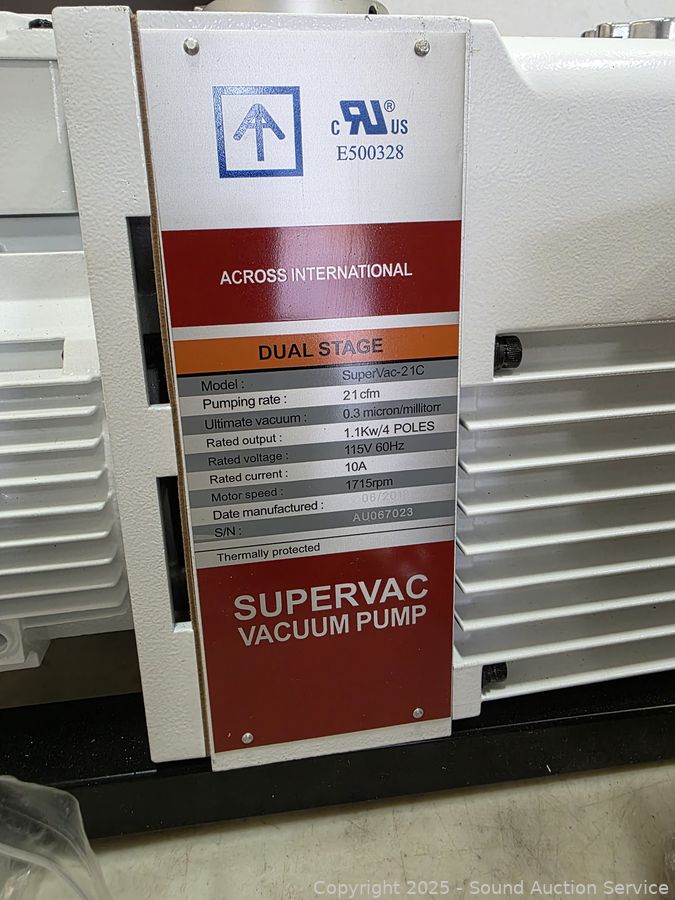 c RU® US
E500328
ACROSS INTERNATIONAL
DUAL STAGE
Model : SuperVac-21C
Pumping rate : 21cfm
Ultimate vacuum : 0.3 micron/millitorr
Rated output : 1.1Kw/4 POLES
Rated voltage : 115V 60Hz
Rated current : 10A
Motor speed : 1715rpm
Date manufactured :
S/N : AU067023
Thermally protected
SUPERVAC
VACUUM PUMP
Copyright 2025 - Sound Auction Service